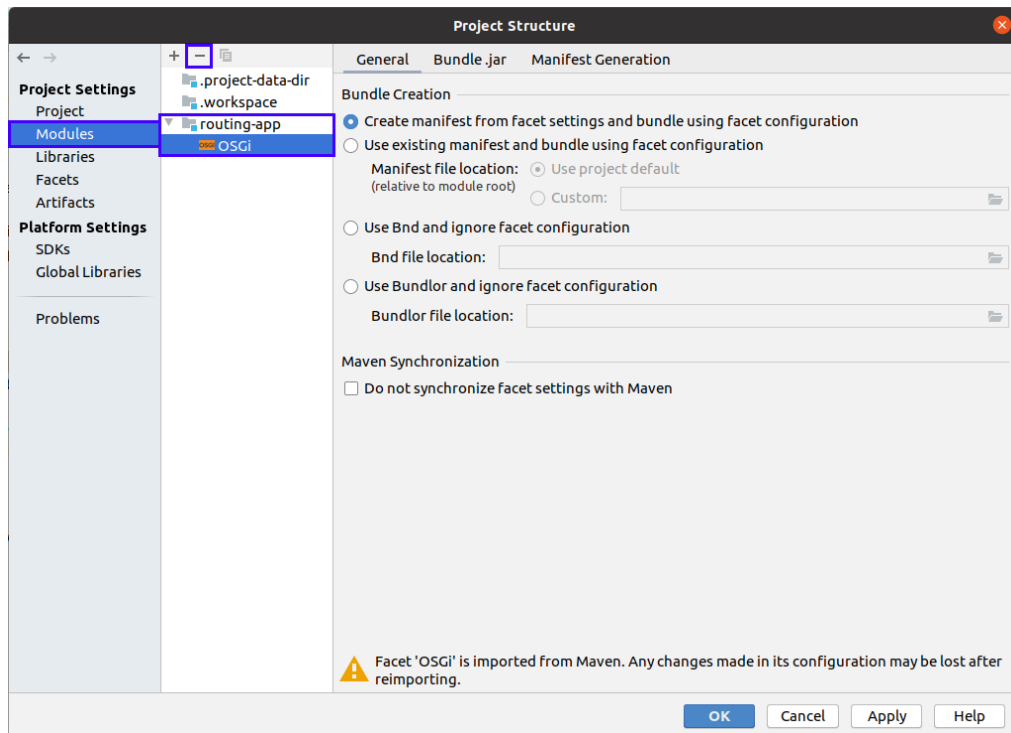 Project Structure
General Bundle.jar Manifest Generation
Project Settings
Project
Modules
Libraries
Facets
Artifacts
Platform Settings
SDKs
Global Libraries
Problems
.project-data-dir
.workspace
routing-app
OSGi OSGi
Bundle Creation
Create manifest from facet settings and bundle using facet configuration
Use existing manifest and bundle using facet configuration
Manifest file location: Use project default
(relative to module root)
Custom:
Use Bnd and ignore facet configuration
Bnd file location:
Use Bundlor and ignore facet configuration
Bundlor file location:
Maven Synchronization
Do not synchronize facet settings with Maven
Facet 'OSGi' is imported from Maven. Any changes made in its configuration may be lost after
reimporting.
OK Cancel Apply Help